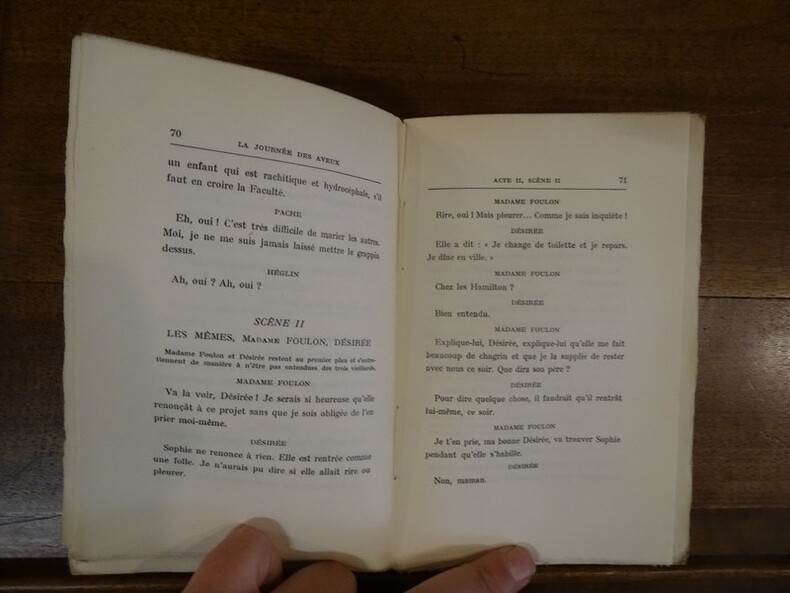 70
LA JOURNÉE DES AVEUX
un enfant qui est rachitique et hydrocéphale, s'il
faut en croire la Faculté.
PACHE
Eh, oui ! C'est très difficile de marier les autres.
Moi, je ne me suis jamais laissé mettre le grappin
dessus.
HÉGLIN
Ah, oui ? Ah, oui ?
SCÈNE II
LES MÊMES, MADAME FOULON, DÉSIRÉE
Madame Foulon et Désirée restent au premier plan et s'entre-
tiennent de manière à n'être pas entendues des trois vieillards.
MADAME FOULON
Va la voir, Désirée ! Je serais si heureuse qu'elle
renonçât à ce projet sans que je sois obligée de l'en
prier moi-même.
DÉSIRÉE
Sophie ne renonce à rien. Elle est rentrée comme
une folle. Je n'aurais pu dire si elle allait rire ou
pleurer.
ACTE II, SCÈNE II 71
MADAME FOULON
Rire, oui ! Mais pleurer... Comme je suis inquiète !
DÉSIRÉE
Elle a dit : « Je change de toilette et je repars.
Je dîne en ville. »
MADAME FOULON
Chez les Hamilton ?
DÉSIRÉE
Bien entendu.
MADAME FOULON
Explique-lui, Désirée, explique-lui qu'elle me fait
beaucoup de chagrin et que je la supplie de rester
avec nous ce soir. Que dira son père ?
DÉSIRÉE
Pour dire quelque chose, il faudrait qu'il rentrât
lui-même, ce soir.
MADAME FOULON
Je t'en prie, ma bonne Désirée, va trouver Sophie
pendant qu'elle s'habille.
DÉSIRÉE
Non, maman.